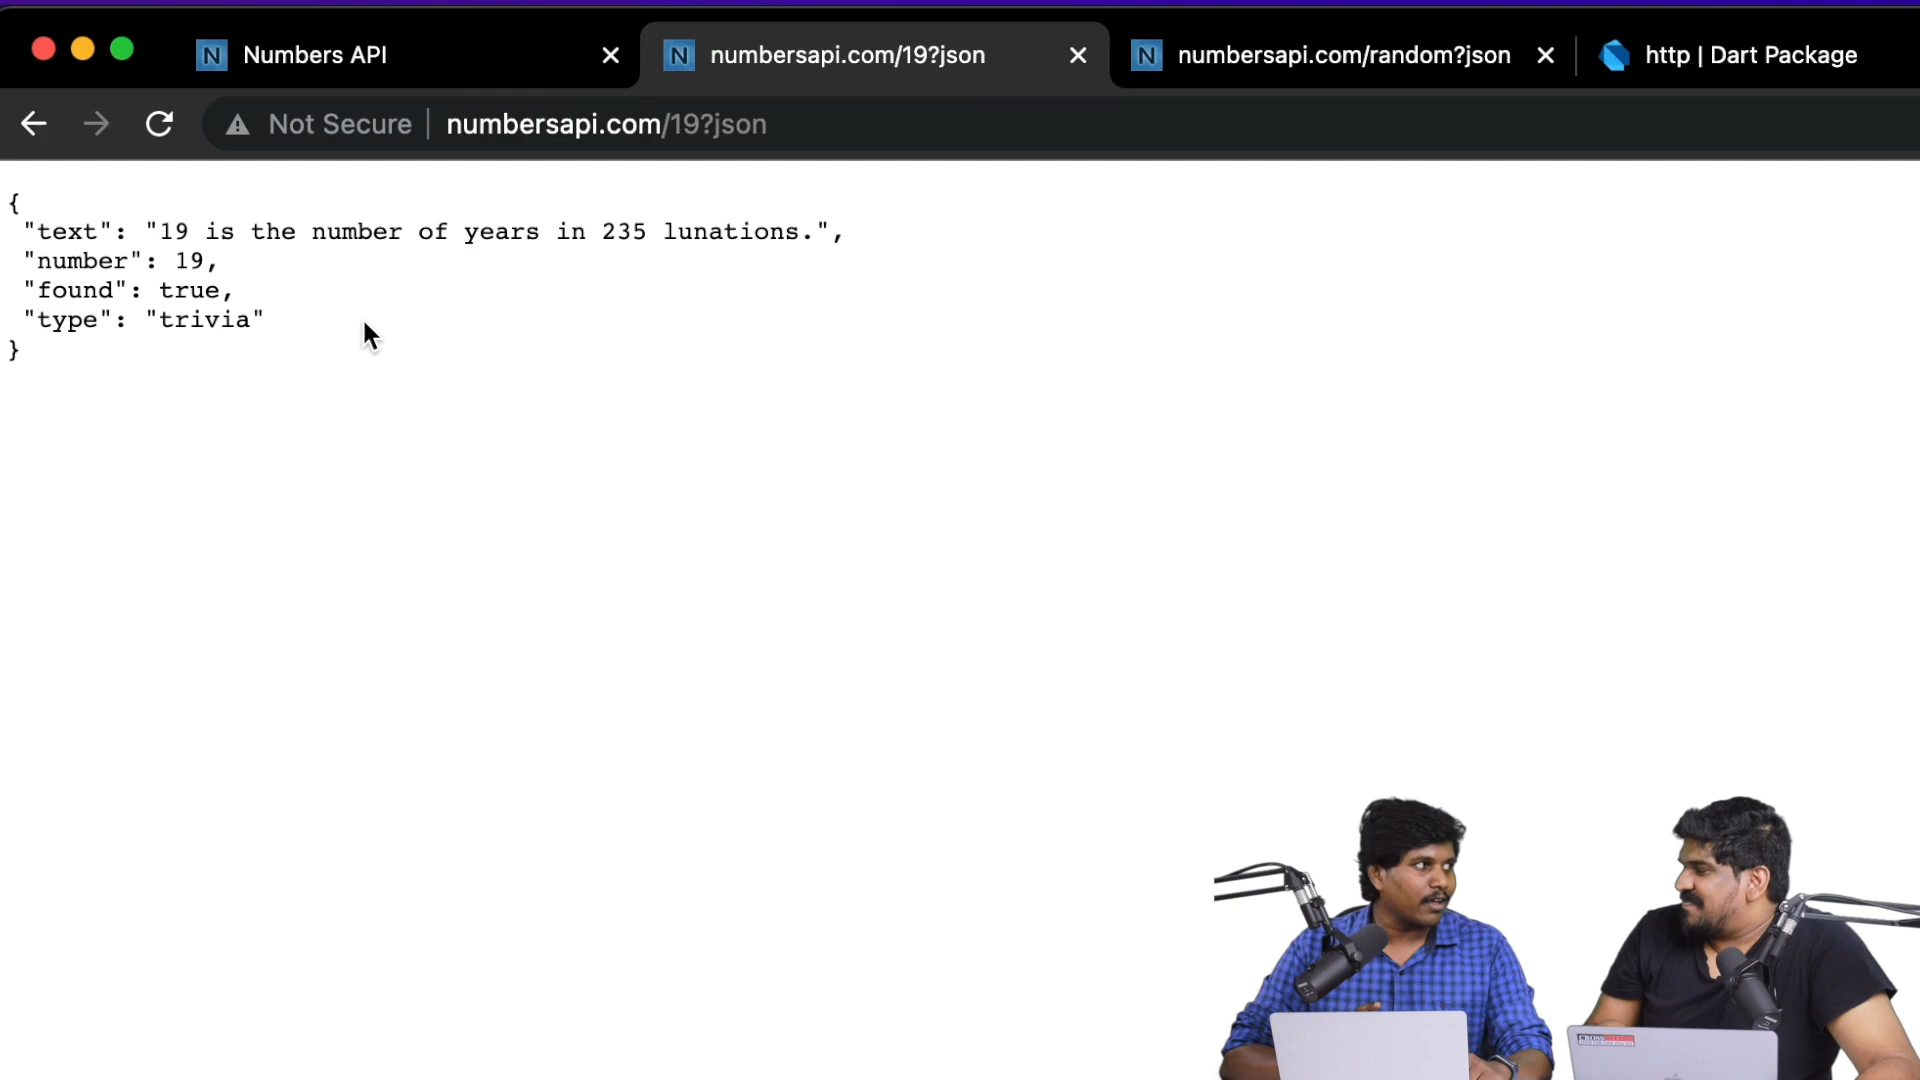 N Numbers API
N numbersapi.com/19?json
N numbersapi.com/random?json
http | Dart Package
Not Secure | numbersapi.com/19?json
{
"text": "19 is the number of years in 235 lunations.",
"number": 19,
"found": true,
"type": "trivia"
}